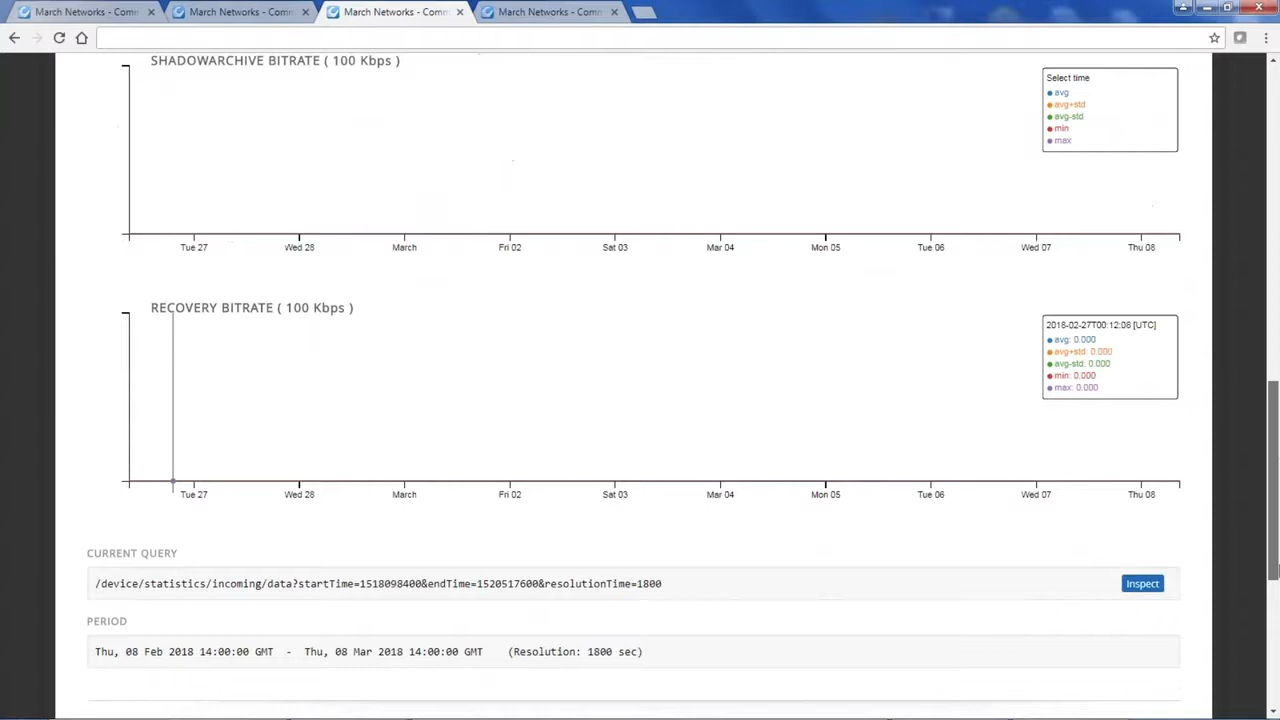 March Networks - Comm
March Networks - Comm
March Networks - Comm
March Networks - Comm
SHADOWARCHIVE BITRATE ( 100 Kbps )
Select time
avg
avg+std
avg-std
min
max
Tue 27 Wed 28 March Fri 02 Sat 03 Mar 04 Mon 05 Tue 06 Wed 07 Thu 08
RECOVERY BITRATE ( 100 Kbps )
2018-02-27T00:12:08 [UTC]
avg: 0.000
avg+std: 0.000
avg-std: 0.000
min: 0.000
max: 0.000
Tue 27 Wed 28 March Fri 02 Sat 03 Mar 04 Mon 05 Tue 06 Wed 07 Thu 08
CURRENT QUERY
/device/statistics/incoming/data?startTime=1518098400&endTime=1520517600&resolutionTime=1800
Inspect
PERIOD
Thu, 08 Feb 2018 14:00:00 GMT - Thu, 08 Mar 2018 14:00:00 GMT (Resolution: 1800 sec)